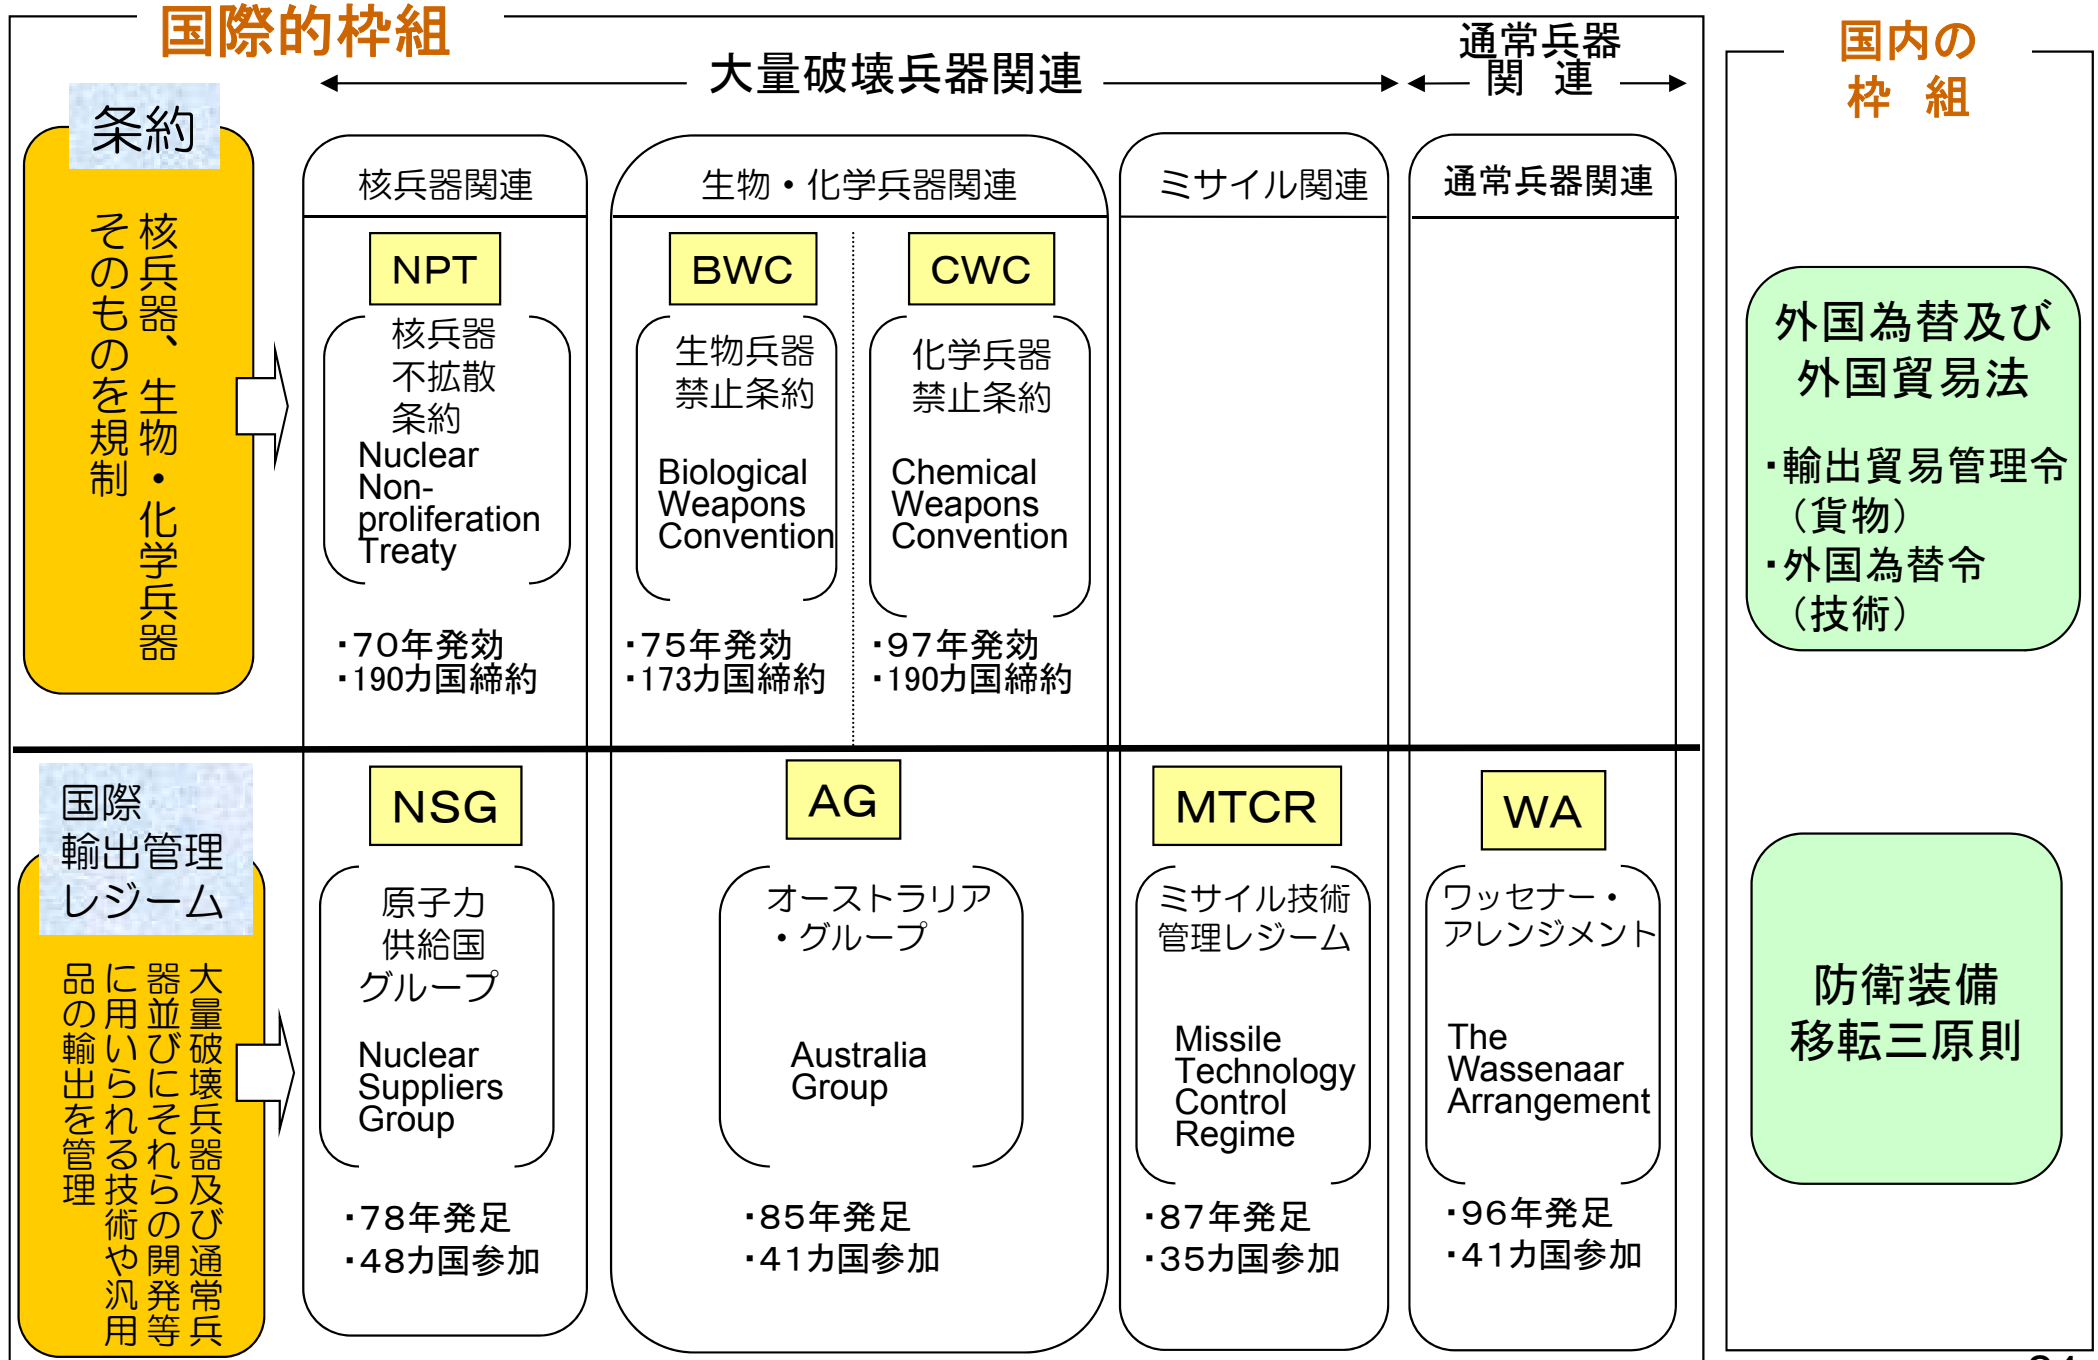 国際的枠組
大量破壊兵器関連
通常兵器
関　連
国内の
枠　組
条約
核兵器、生物・化学兵器
そのものを規制
核兵器関連
生物・化学兵器関連
ミサイル関連
通常兵器関連
NPT
核兵器
不拡散
条約
Nuclear
Non-
proliferation
Treaty
・70年発効
・190カ国締約
BWC
生物兵器
禁止条約
Biological
Weapons
Convention
・75年発効
・173カ国締約
CWC
化学兵器
禁止条約
Chemical
Weapons
Convention
・97年発効
・190カ国締約
国際
輸出管理
レジーム
大量破壊兵器及び通常兵
器並びにそれらの開発等
に用いられる技術や汎用
品の輸出を管理
NSG
原子力
供給国
グループ
Nuclear
Suppliers
Group
・78年発足
・48カ国参加
AG
オーストラリア
・グループ
Australia
Group
・85年発足
・41カ国参加
MTCR
ミサイル技術
管理レジーム
Missile
Technology
Control
Regime
・87年発足
・35カ国参加
WA
ワッセナー・
アレンジメント
The
Wassenaar
Arrangement
・96年発足
・41カ国参加
外国為替及び
外国貿易法
・輸出貿易管理令
（貨物）
・外国為替令
（技術）
防衛装備
移転三原則